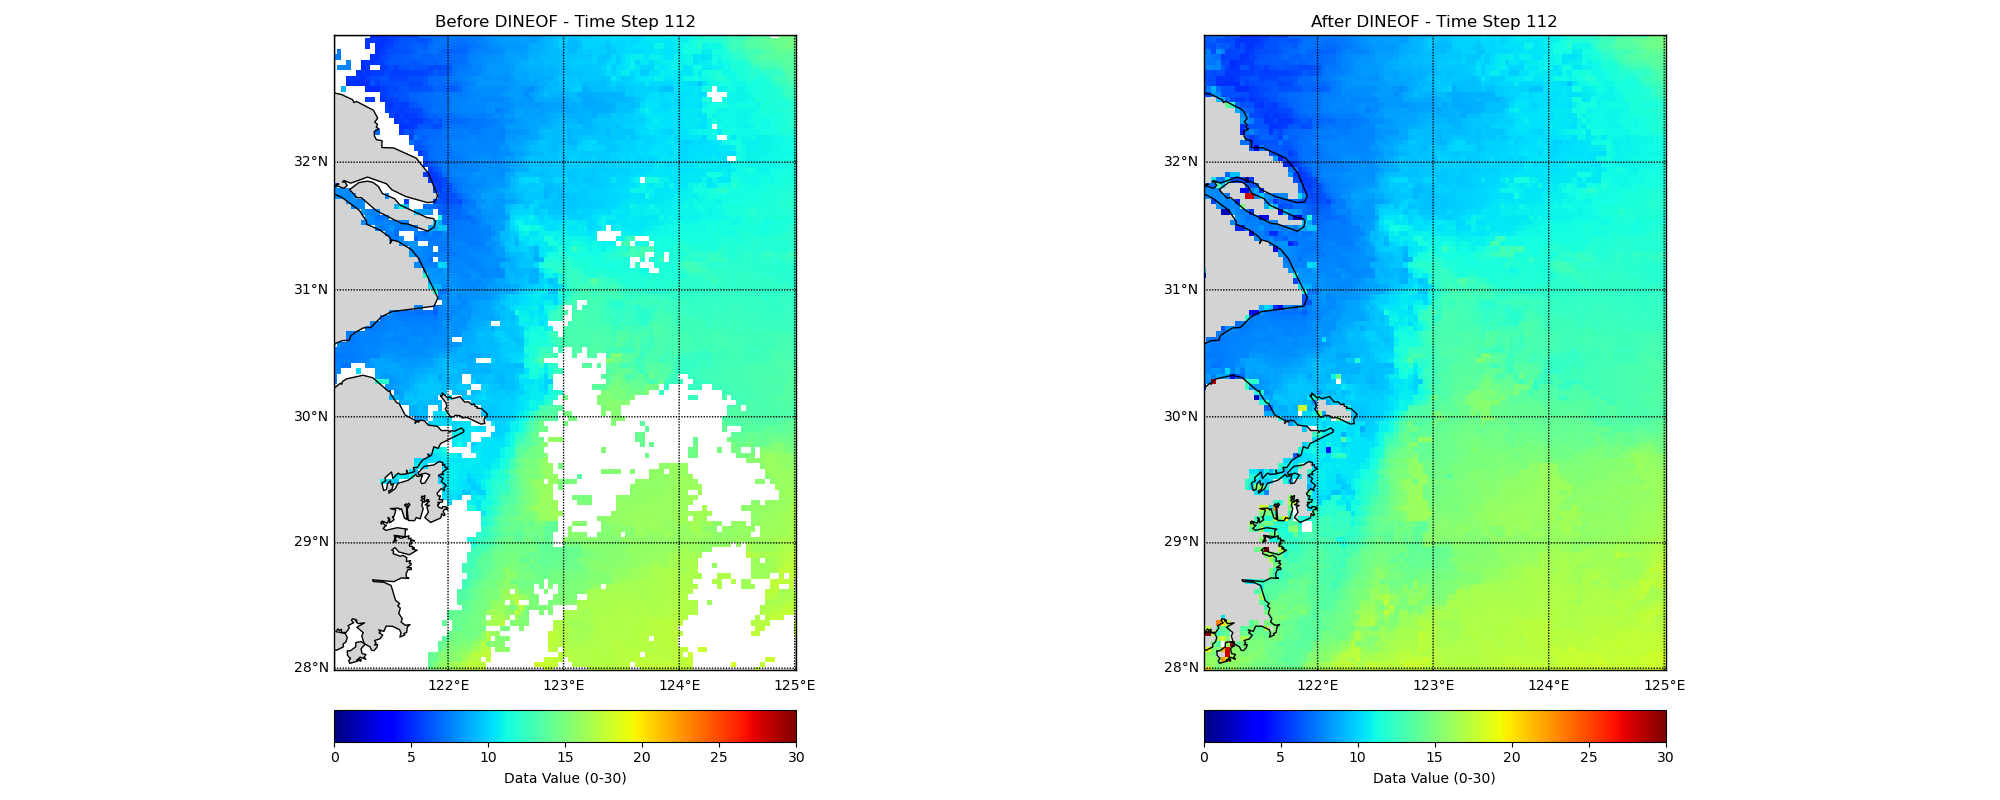 Before DINEOF - Time Step 112
32°N
31°N
30°N
29°N
28°N
122°E 123°E 124°E 125°E
0 5 10 15 20 25 30
Data Value (0-30)
After DINEOF - Time Step 112
32°N
31°N
30°N
29°N
28°N
122°E 123°E 124°E 125°E
0 5 10 15 20 25 30
Data Value (0-30)